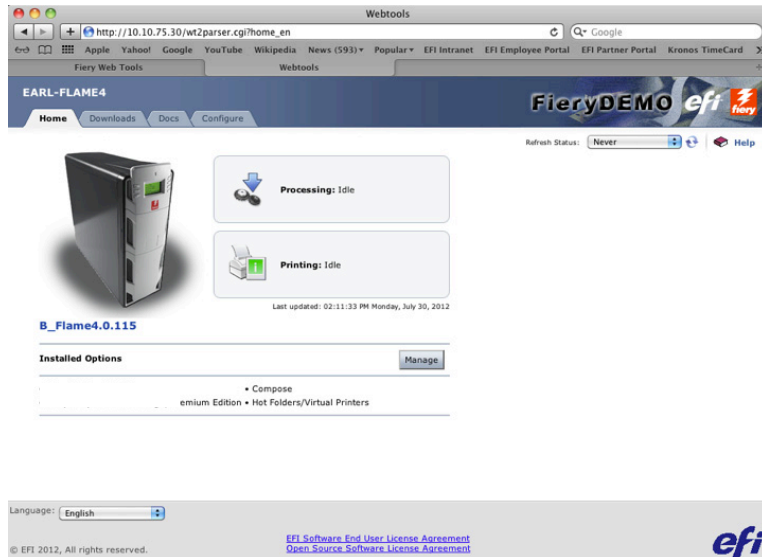 Webtools
http://10.10.75.30/wt2parser.cgi?home_en
Google
Apple Yahoo! Google YouTube Wikipedia News (593) Popular EFI Intranet EFI Employee Portal EFI Partner Portal Kronos TimeCard
Fiery Web Tools Webtools
EARL-FLAME4
FieryDEMO efi fiery
Home Downloads Docs Configure
Refresh Status: Never Help
Processing: Idle
Printing: Idle
Last updated: 02:11:33 PM Monday, July 30, 2012
B_Flame4.0.115
Installed Options Manage
• Compose
emium Edition • Hot Folders/Virtual Printers
Language: English
EFI Software End User License Agreement
© EFI 2012, All rights reserved. Open Source Software License Agreement
efi